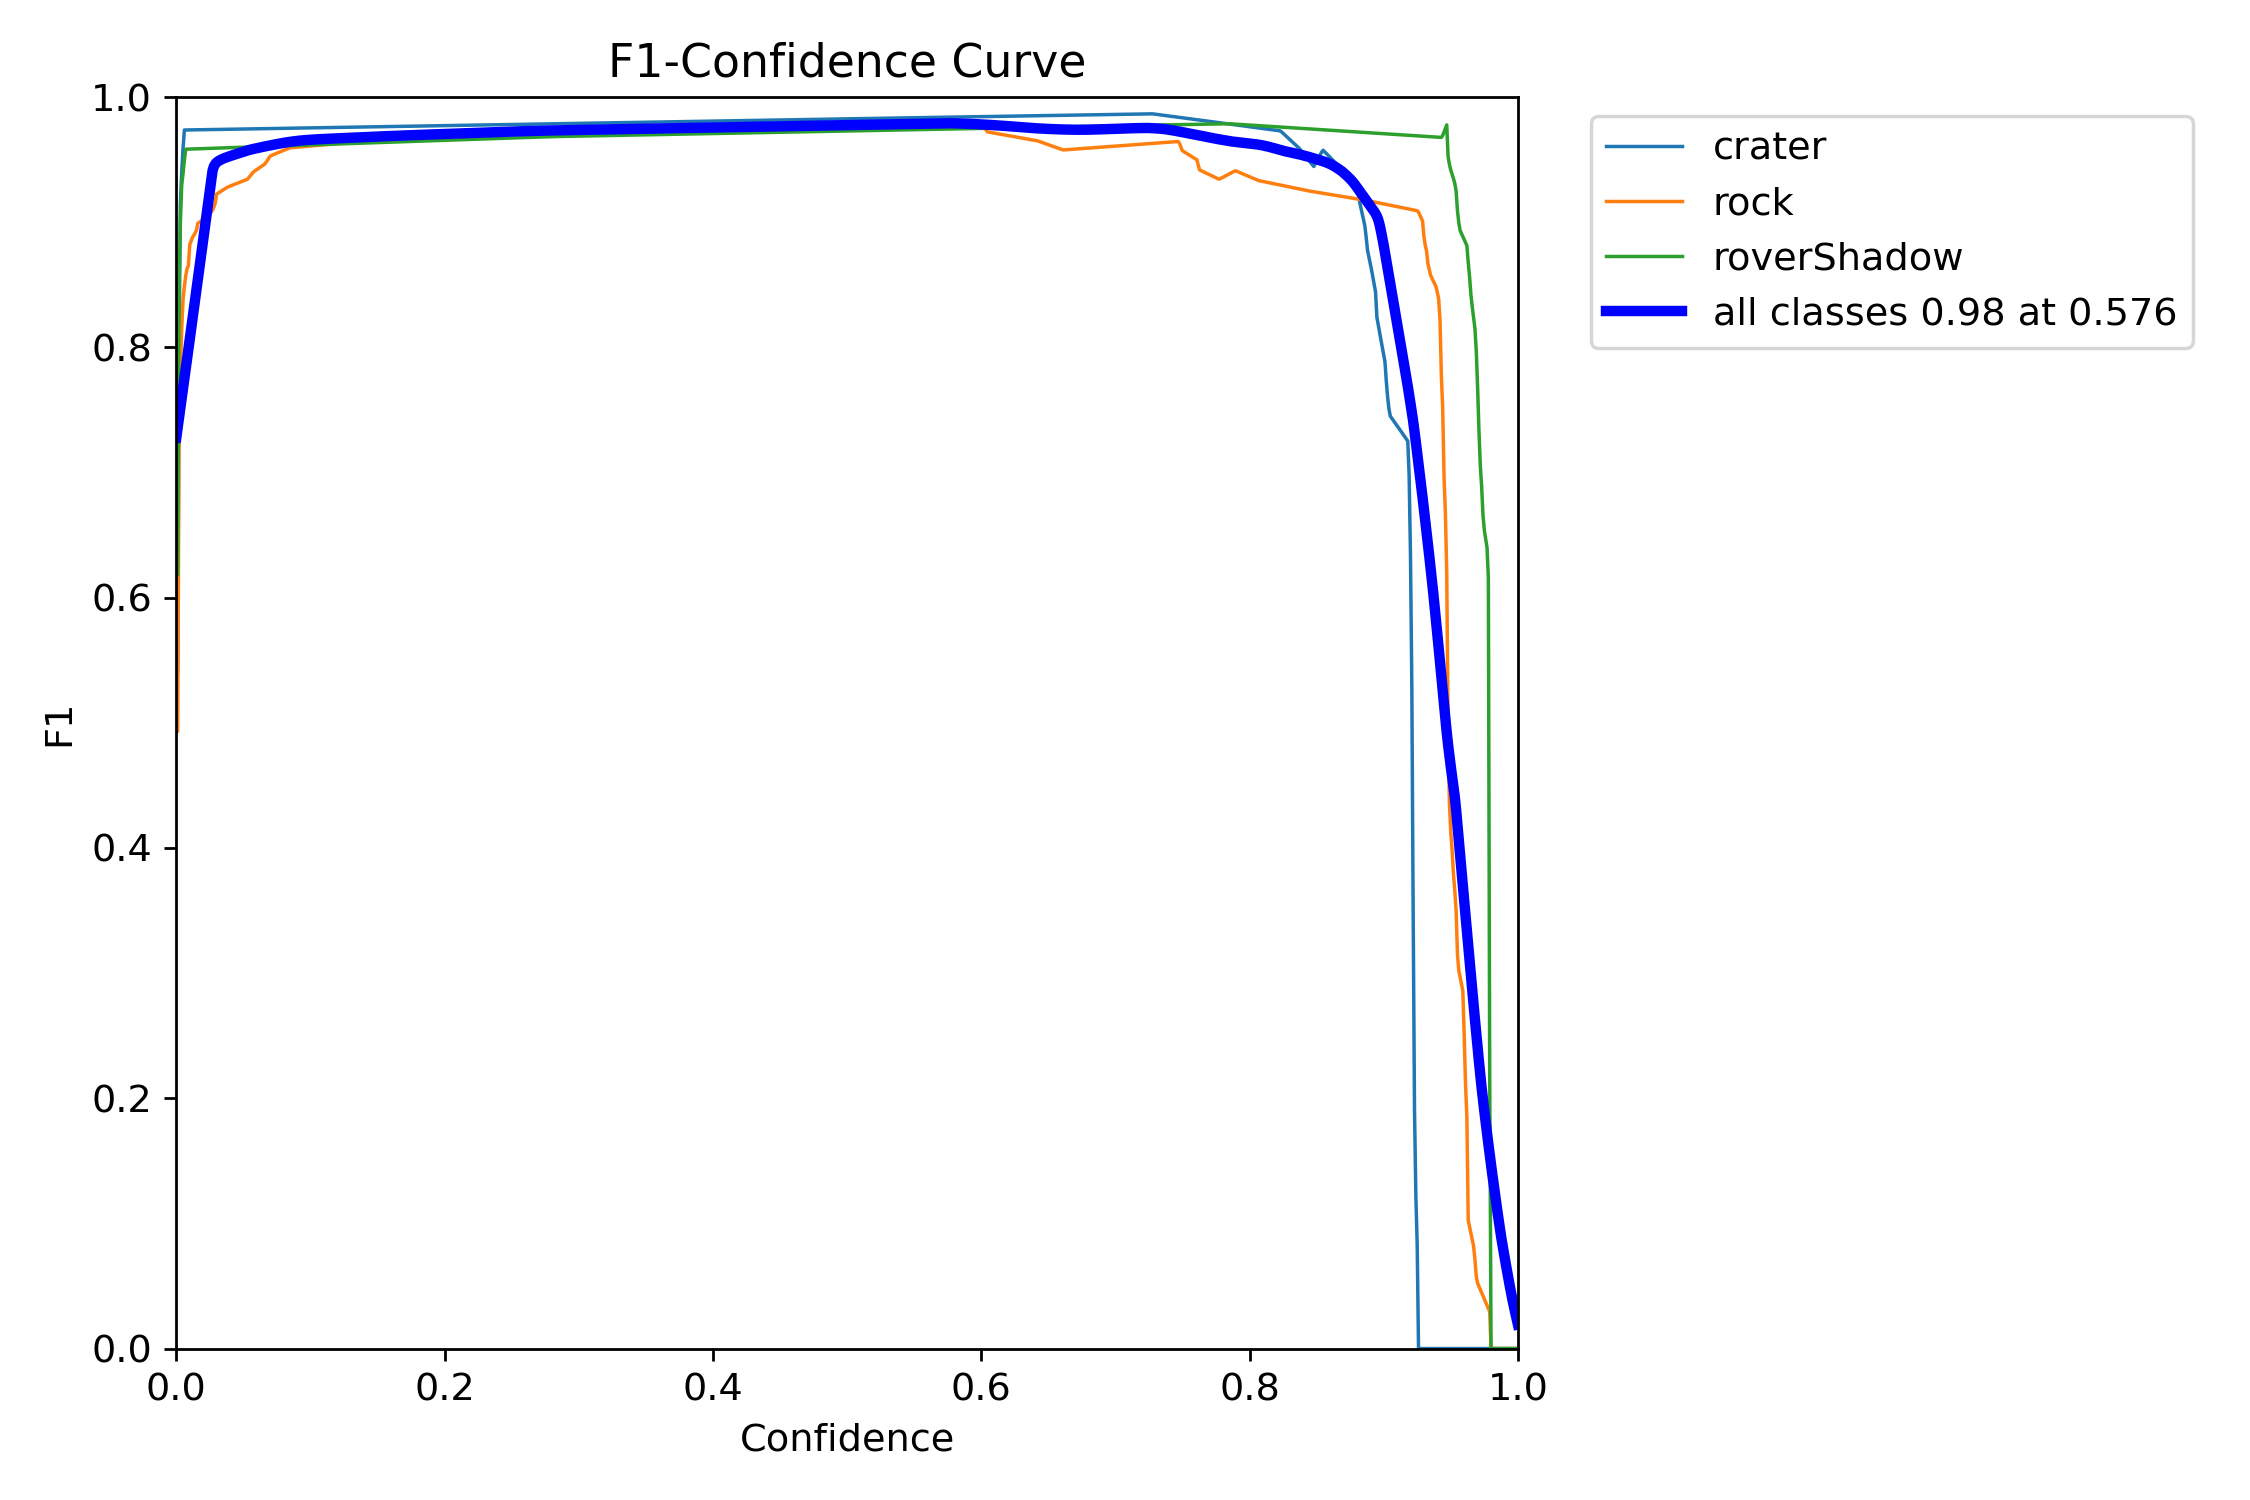 F1-Confidence Curve
1.0
0.8
0.6
0.4
0.2
0.0
F1
0.0 0.2 0.4 0.6 0.8 1.0
Confidence
crater
rock
roverShadow
all classes 0.98 at 0.576